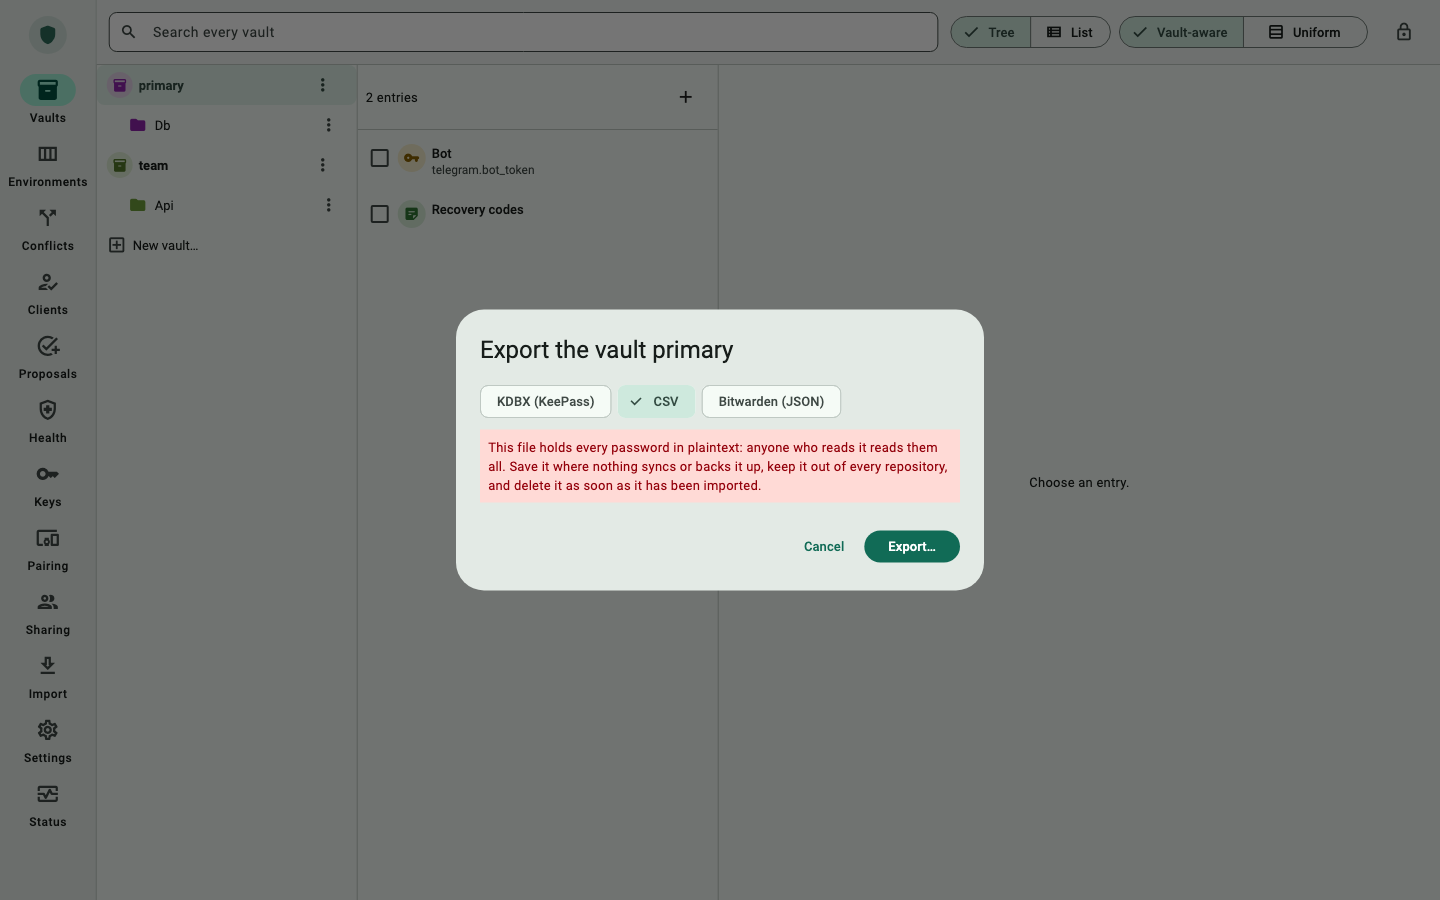 Search every vault
Tree
List
Vault-aware
Uniform
Vaults
Environments
Conflicts
Clients
Proposals
Health
Keys
Pairing
Sharing
Import
Settings
Status
primary
Db
team
Api
New vault…
2 entries
Bot
telegram.bot_token
Recovery codes
Choose an entry.
Export the vault primary
KDBX (KeePass)
CSV
Bitwarden (JSON)
This file holds every password in plaintext: anyone who reads it reads them
all. Save it where nothing syncs or backs it up, keep it out of every repository,
and delete it as soon as it has been imported.
Cancel
Export…